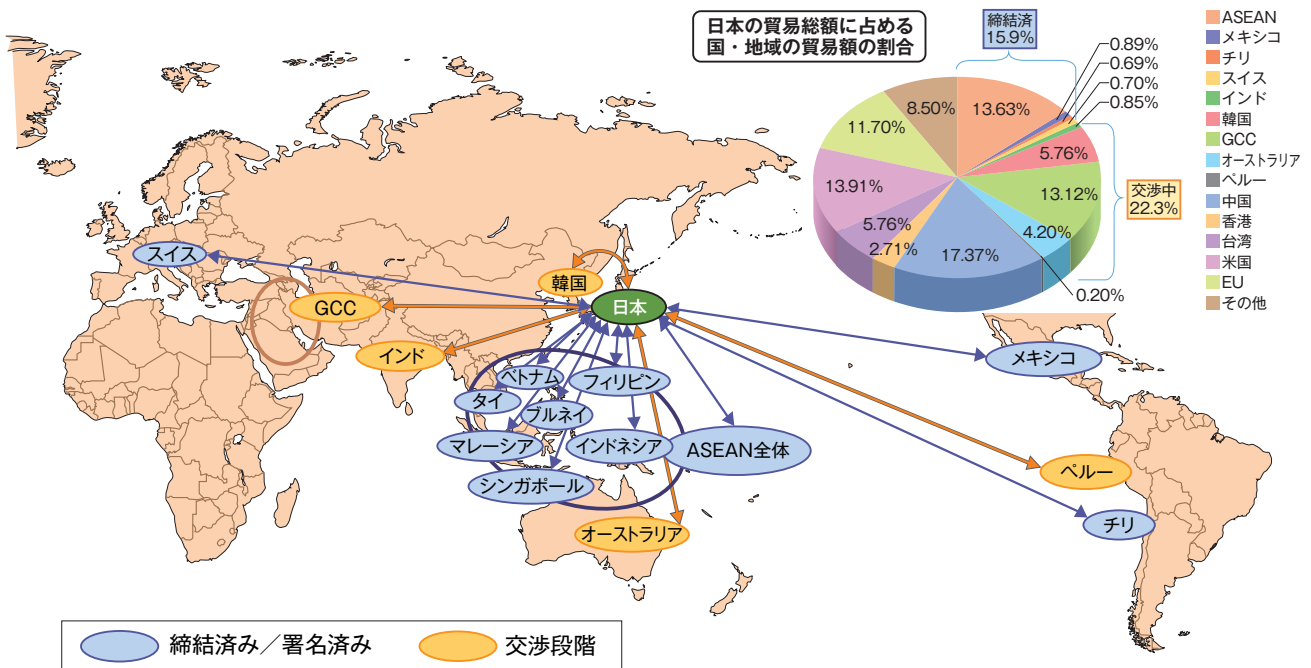 日本の貿易総額に占める
国・地域の貿易額の割合
締結済
15.9%
0.89%
0.69%
0.70%
0.85%
13.63%
5.76%
13.12%
4.20%
0.20%
17.37%
2.71%
5.76%
13.91%
11.70%
8.50%
交渉中
22.3%
ASEAN
メキシコ
チリ
スイス
インド
韓国
GCC
オーストラリア
ペルー
中国
香港
台湾
米国
EU
その他
スイス
韓国
GCC
日本
インド
メキシコ
ベトナム
フィリピン
タイ
ブルネイ
マレーシア
インドネシア
ASEAN全体
シンガポール
ペルー
オーストラリア
チリ
締結済み/署名済み
交渉段階